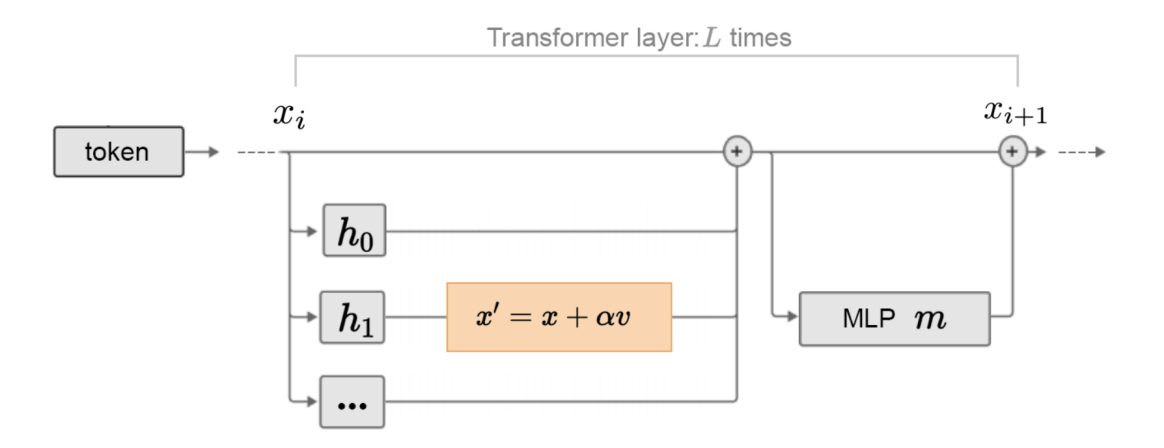 Transformer layer: L times
x_i
x_{i+1}
token
+
+
h_0
h_1
x' = x + αv
MLP m
...